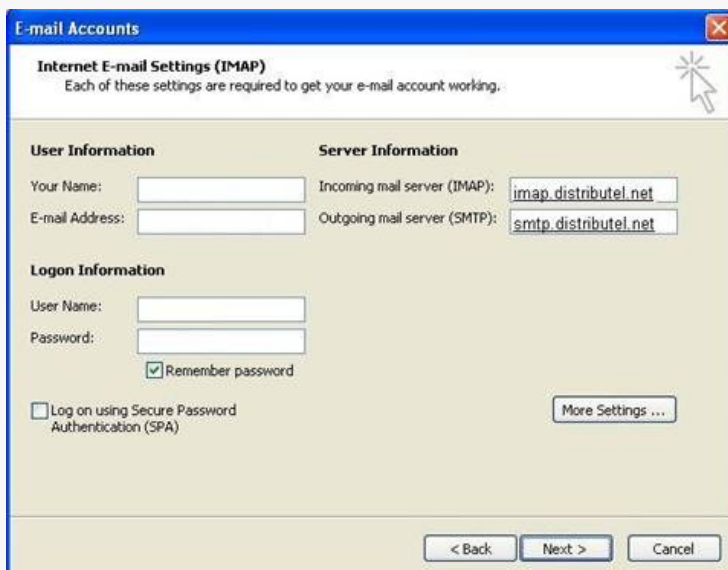 E-mail Accounts
Internet E-mail Settings (IMAP)
Each of these settings are required to get your e-mail account working.
User Information
Your Name:
E-mail Address:
Server Information
Incoming mail server (IMAP): imap.distributel.net
Outgoing mail server (SMTP): smtp.distributel.net
Logon Information
User Name:
Password:
Remember password
Log on using Secure Password
Authentication (SPA)
More Settings ...
< Back
Next >
Cancel